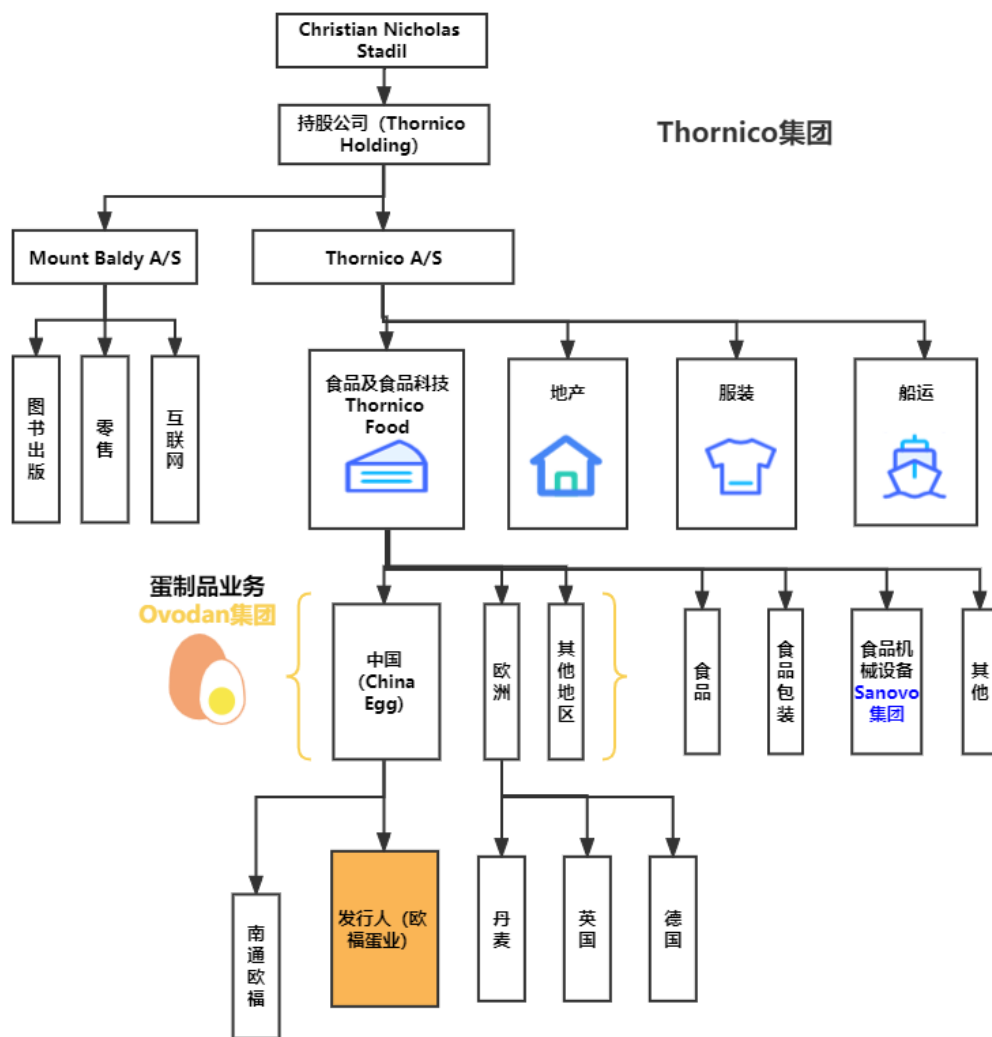 Christian Nicholas
Stadil
持股公司（Thornico
Holding）
Thornico集团
Mount Baldy A/S
Thornico A/S
图书出版
零售
互联网
食品及食品科技
Thornico
Food
地产
服装
船运
蛋制品业务
Ovodan集团
中国
（China
Egg）
欧洲
其他地区
食品
食品包装
食品机
械设备
Sanovo
集团
其他
南通欧福
发行人（欧
福蛋业）
丹麦
英国
德国